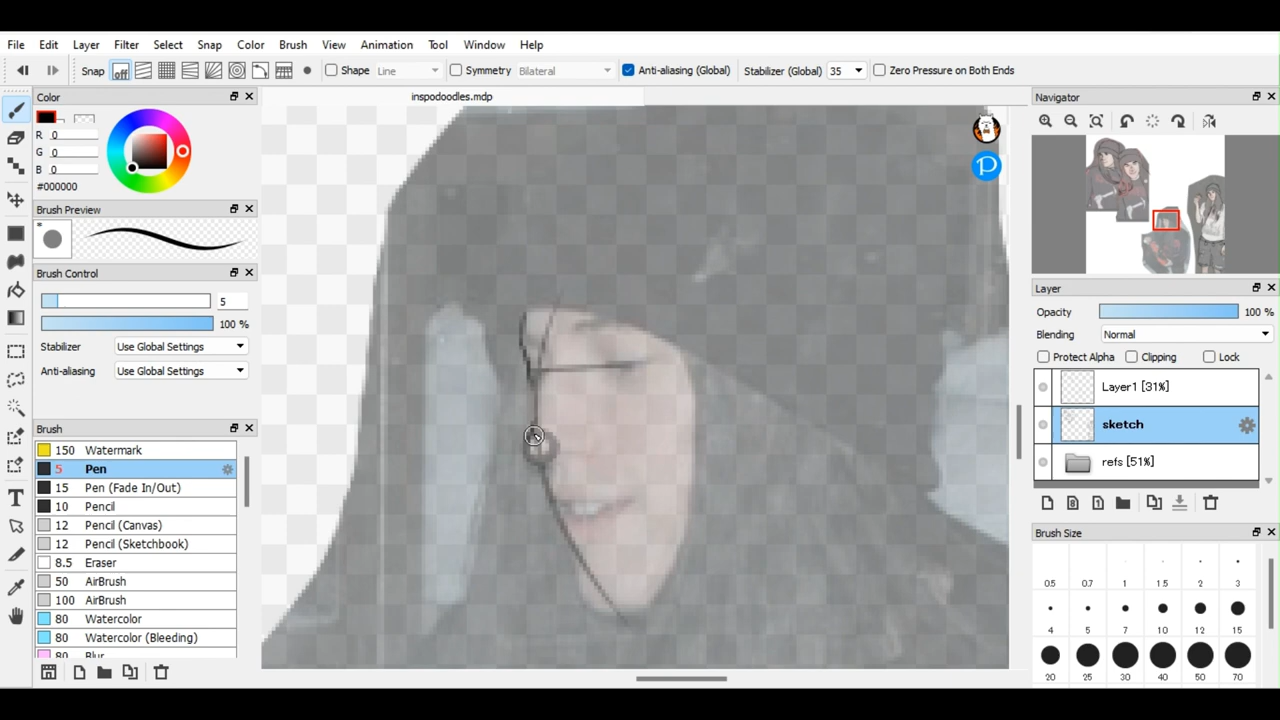 File Edit Layer Filter Select Snap Color Brush View Animation Tool Window Help
Snap off Shape Line Symmetry Bilateral Anti-aliasing (Global) Stabilizer (Global) 35 Zero Pressure on Both Ends
Color
inspodoodles.mdp
Navigator
R 0
G 0
B 0
#000000
Brush Preview
*
Brush Control
5
100 %
Stabilizer Use Global Settings
Anti-aliasing Use Global Settings
Brush
150 Watermark
5 Pen
15 Pen (Fade In/Out)
10 Pencil
12 Pencil (Canvas)
12 Pencil (Sketchbook)
8.5 Eraser
50 AirBrush
100 AirBrush
80 Watercolor
80 Watercolor (Bleeding)
80 Blur
T
P
Layer
Opacity 100 %
Blending Normal
Protect Alpha Clipping Lock
Layer1 [31%]
sketch
refs [51%]
8 1
Brush Size
0.5 0.7 1 1.5 2 3
4 5 7 10 12 15
20 25 30 40 50 70